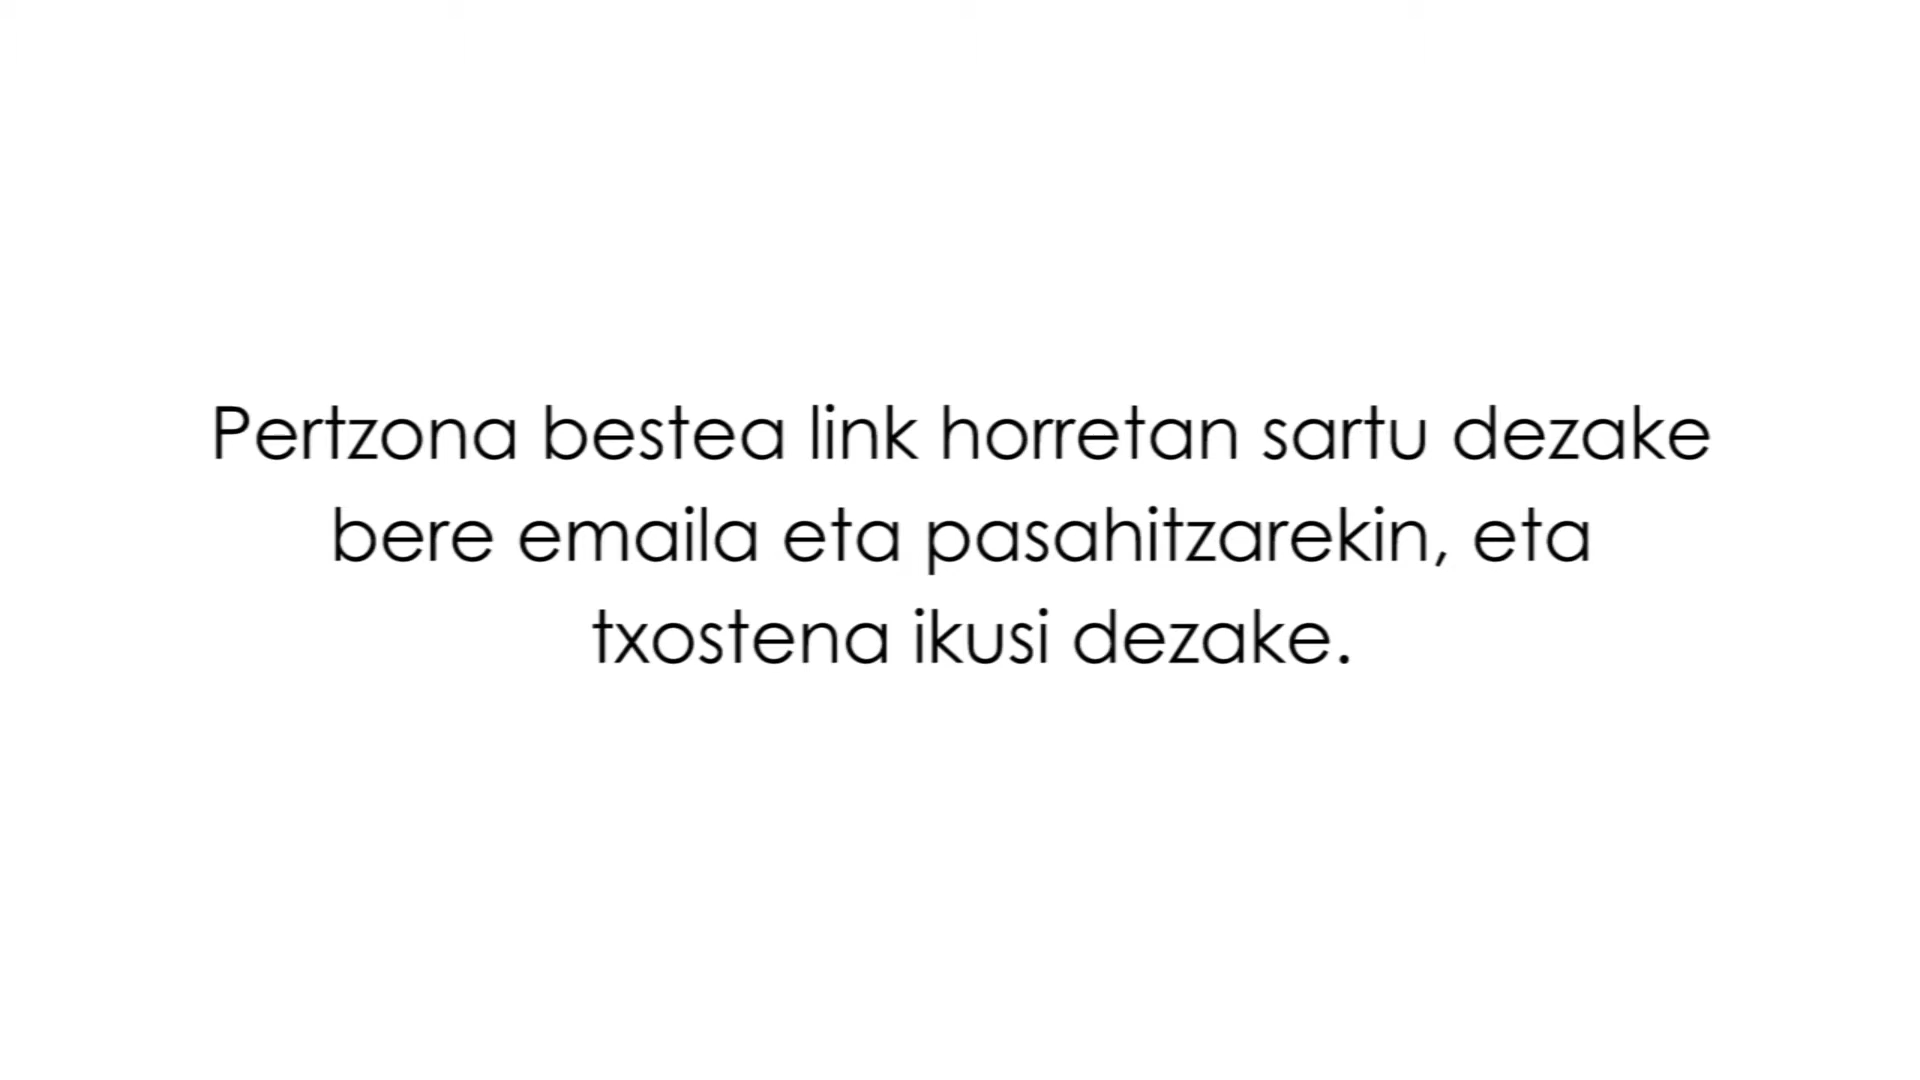 Pertzona bestea link horretan sartu dezake
bere emaila eta pasahitzarekin, eta
txostena ikusi dezake.